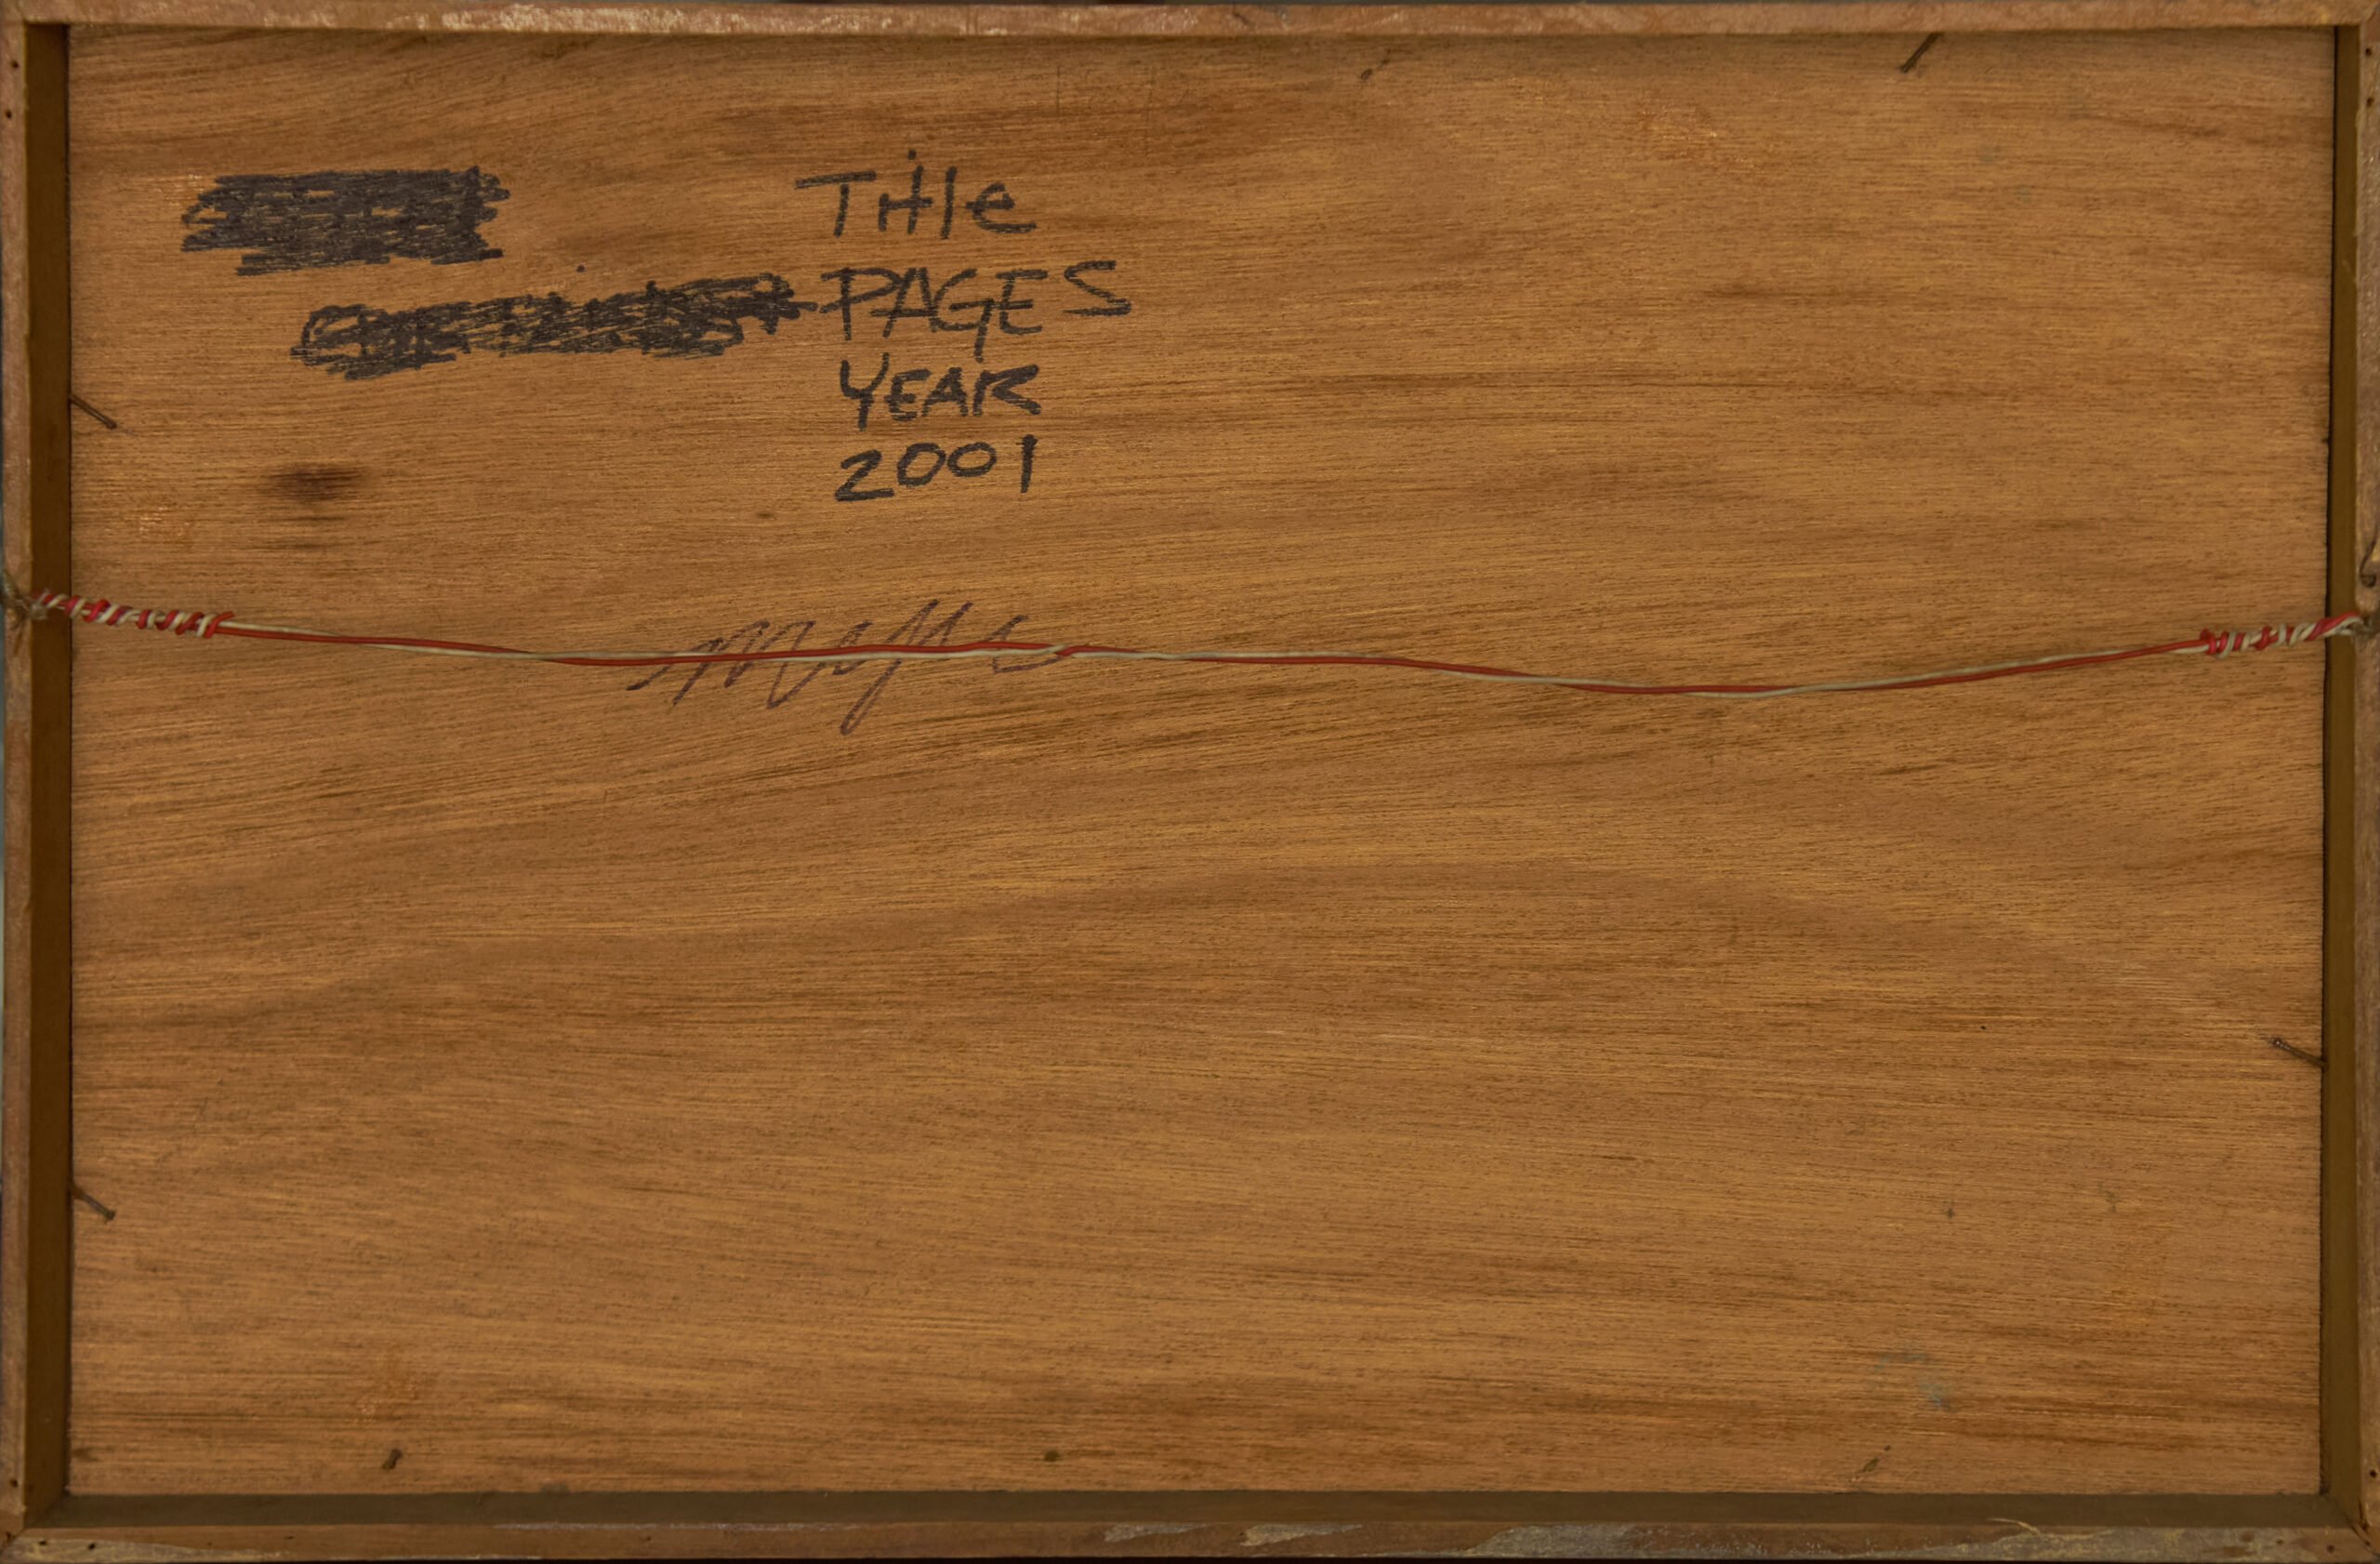 Title
PAGES
YEAR
2001